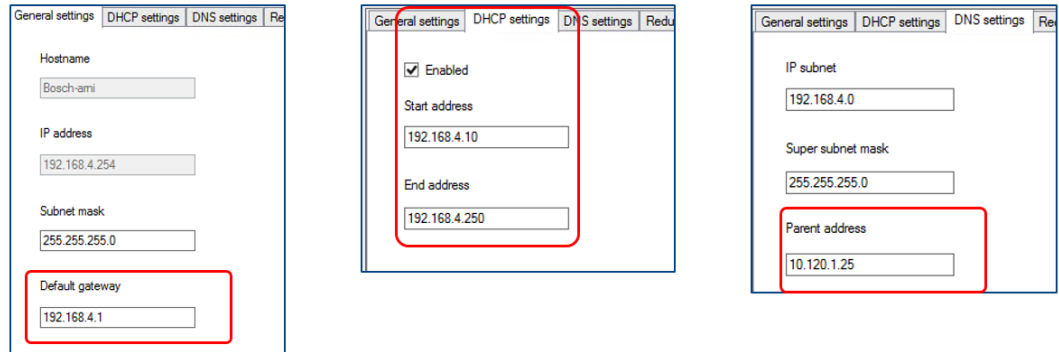 General settings DHCP settings DNS settings Re
Hostname
Bosch-ami
IP address
192.168.4.254
Subnet mask
255.255.255.0
Default gateway
192.168.4.1
General settings DHCP settings DNS settings Redu
Enabled
Start address
192.168.4.10
End address
192.168.4.250
General settings DHCP settings DNS settings Re
IP subnet
192.168.4.0
Super subnet mask
255.255.255.0
Parent address
10.120.1.25